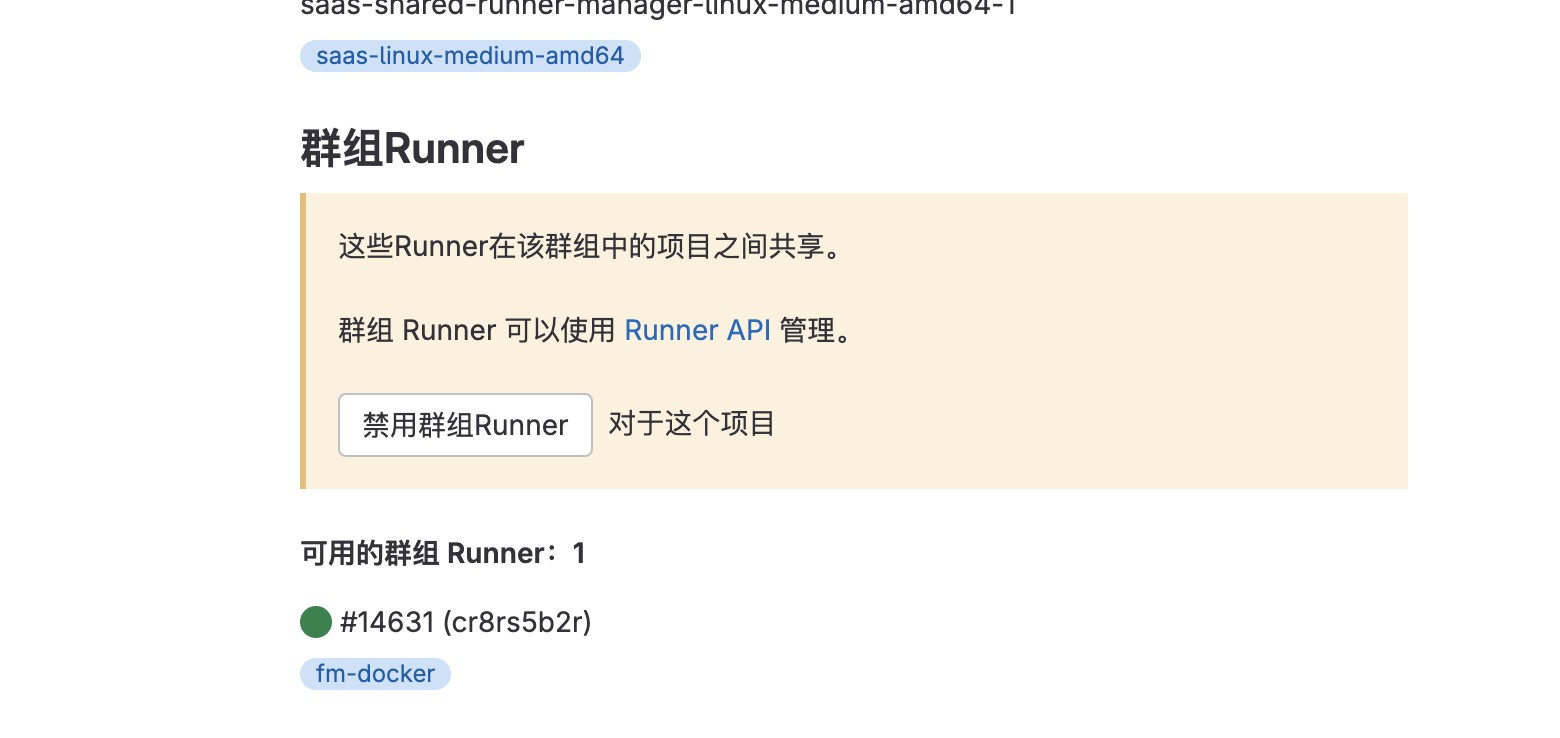 saas-shared-runner-manager-linux-medium-amd64-1
saas-linux-medium-amd64
群组Runner
这些Runner在该群组中的项目之间共享。
群组 Runner 可以使用 Runner API 管理。
禁用群组Runner 对于这个项目
可用的群组 Runner：1
#14631 (cr8rs5b2r)
fm-docker